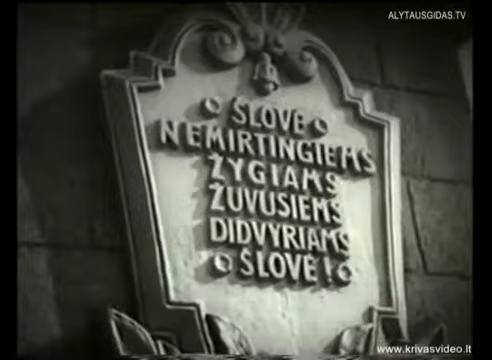 ALYTAUSGIDAS.TV
ŠLOVĖ
NEMIRTINGIEMS
ŽYGIAMS
ŽUVUSIEMS
DIDVYRIAMS
ŠLOVĖ!
www.krivasvideo.lt